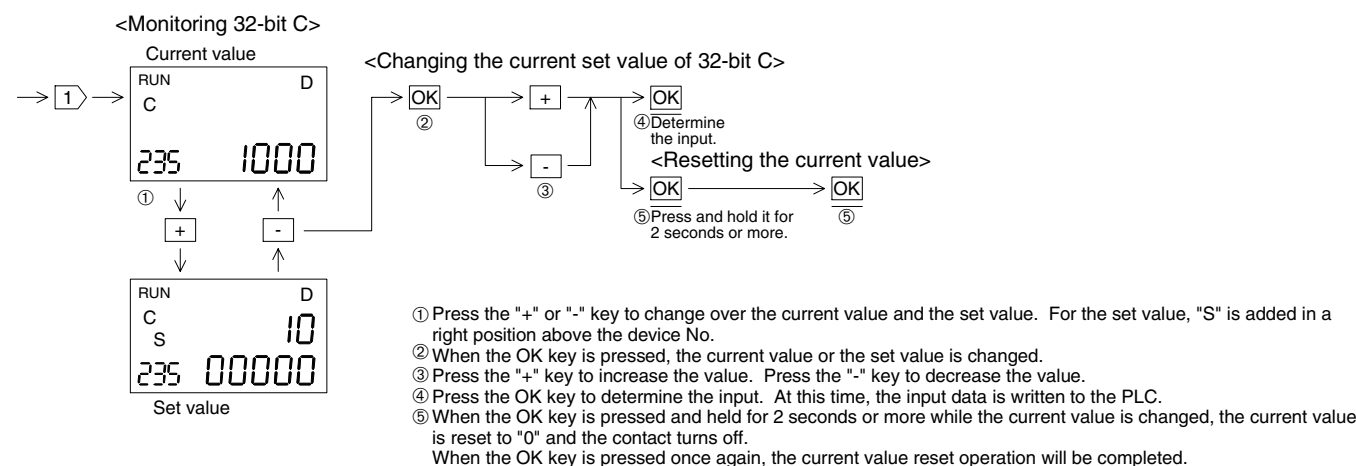 <Monitoring 32-bit C>
Current value
1
RUN D
C
235 1000
①
+ -
RUN D
C 10
S
235 00000
Set value
<Changing the current set value of 32-bit C>
OK + OK
②
④Determine
the input.
-
③
<Resetting the current value>
OK OK
⑤Press and hold it for
2 seconds or more.
⑤
① Press the "+" or "-" key to change over the current value and the set value. For the set value, "S" is added in a
right position above the device No.
② When the OK key is pressed, the current value or the set value is changed.
③ Press the "+" key to increase the value. Press the "-" key to decrease the value.
④ Press the OK key to determine the input. At this time, the input data is written to the PLC.
⑤ When the OK key is pressed and held for 2 seconds or more while the current value is changed, the current value
is reset to "0" and the contact turns off.
When the OK key is pressed once again, the current value reset operation will be completed.